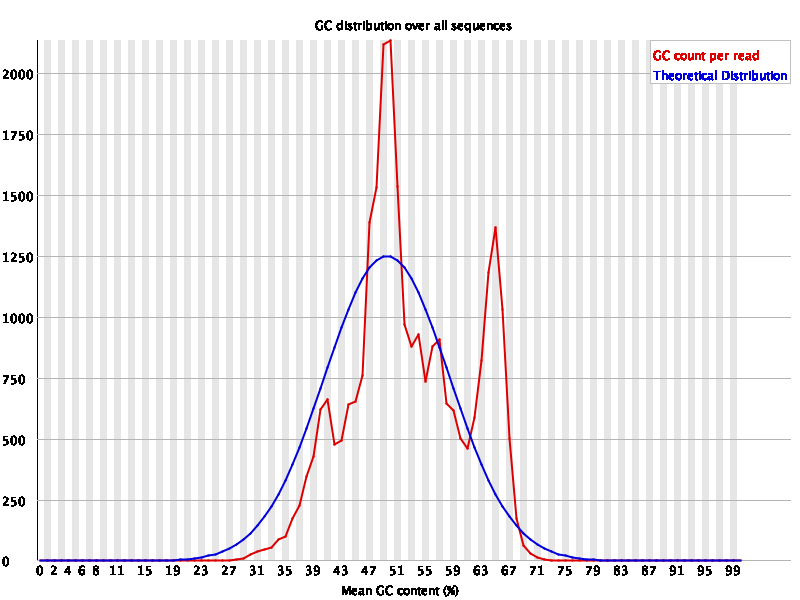 GC distribution over all sequences
GC count per read
Theoretical Distribution
2000
1750
1500
1250
1000
750
500
250
0
0 2 4 6 8 11 15 19 23 27 31 35 39 43 47 51 55 59 63 67 71 75 79 83 87 91 95 99
Mean GC content (%)